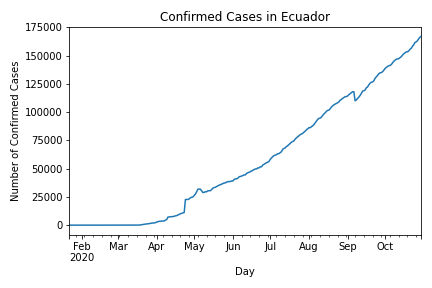 Confirmed Cases in Ecuador
175000
150000
125000
100000
75000
50000
25000
0
Number of Confirmed Cases
Feb Mar Apr May Jun Jul Aug Sep Oct
2020
Day